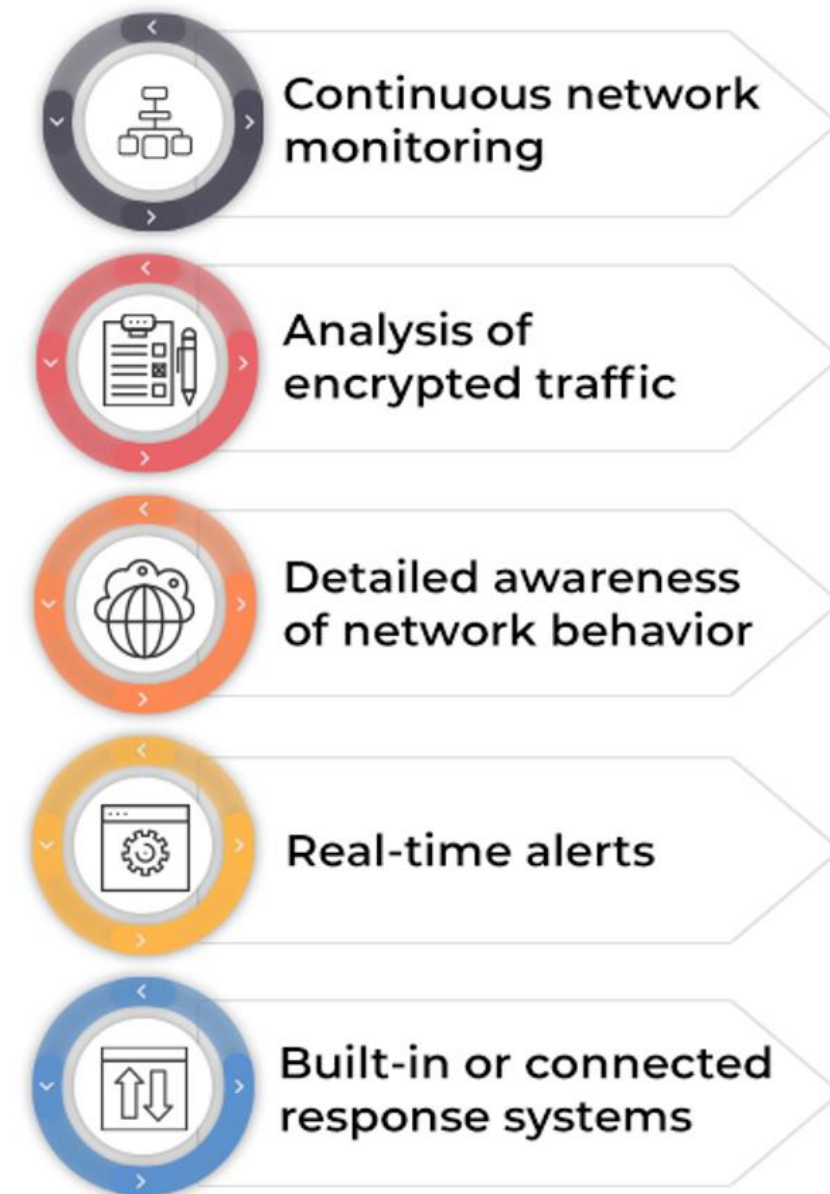 Continuous network
monitoring
Analysis of
encrypted traffic
Detailed awareness
of network behavior
Real-time alerts
Built-in or connected
response systems